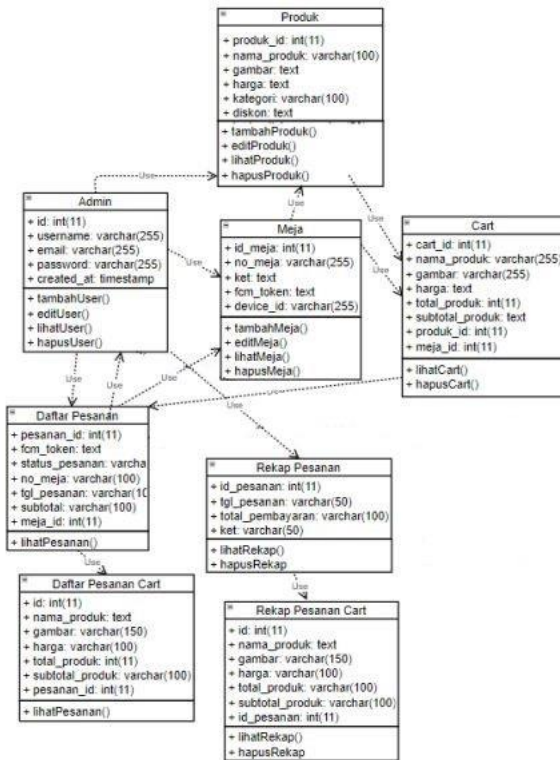 Produk
+ produk_id: int(11)
+ nama_produk: varchar(100)
+ gambar: text
+ harga: text
+ kategori: varchar(100)
+ diskon: text
+ tambahProduk()
+ editProduk()
+ lihatProduk()
+ hapusProduk()
Use
Use
Use
Admin
+ id: int(11)
+ username: varchar(255)
+ email: varchar(255)
+ password: varchar(255)
+ created_at: timestamp
+ tambahUser()
+ editUser()
+ lihatUser()
+ hapusUser()
Use
Meja
+ id_meja: int(11)
+ no_meja: varchar(255)
+ ket: text
+ fcm_token: text
+ device_id: varchar(255)
+ tambahMeja()
+ editMeja()
+ lihatMeja()
+ hapusMeja()
Use
Cart
+ cart_id: int(11)
+ nama_produk: varchar(255)
+ gambar: varchar(255)
+ harga: text
+ total_produk: int(11)
+ subtotal_produk: text
+ produk_id: int(11)
+ meja_id: int(11)
+ lihatCart()
+ hapusCart()
Use
Use
Use
Use
Use
Daftar Pesanan
+ pesanan_id: int(11)
+ fcm_token: text
+ status_pesanan: varcha
+ no_meja: varchar(100)
+ tgl_pesanan: varchar(10
+ subtotal: varchar(100)
+ meja_id: int(11)
+ lihatPesanan()
Use
Rekap Pesanan
+ id_pesanan: int(11)
+ tgl_pesanan: varchar(50)
+ total_pembayaran: varchar(100)
+ ket: varchar(50)
+ lihatRekap()
+ hapusRekap
Use
Daftar Pesanan Cart
+ id: int(11)
+ nama_produk: text
+ gambar: varchar(150)
+ harga: varchar(100)
+ total_produk: int(11)
+ subtotal_produk: varchar(100)
+ pesanan_id: int(11)
+ lihatPesanan()
Rekap Pesanan Cart
+ id: int(11)
+ nama_produk: text
+ gambar: varchar(150)
+ harga: varchar(100)
+ total_produk: varchar(100)
+ subtotal_produk: varchar(100)
+ id_pesanan: int(11)
+ lihatRekap()
+ hapusRekap